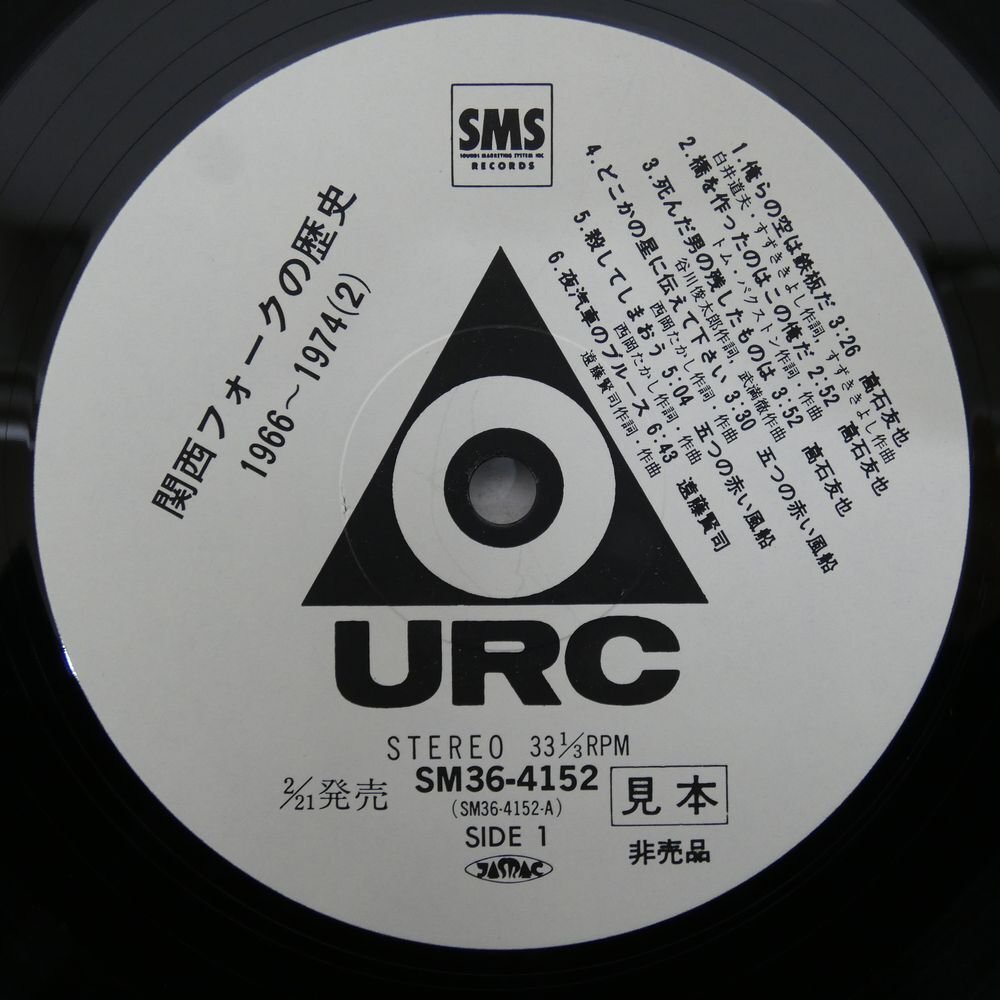 SMS
SOUNDS MARKETING SYSTEM INC
RECORDS
関西フォークの歴史
1966～1974(2)
1. 俺らの空は鉄板だ 3:26 高石友也
白井道夫・すずききよし作詞, すずききよし作曲
2. 橋を作ったのはこの俺だ 2:52 高石友也
トム・パクストン作詞・作曲
3. 死んだ男の残したものは 3:52 高石友也
谷川俊太郎作詞 武満徹作曲
4. どこかの星に伝えて下さい 3:30 五つの赤い風船
西岡たかし作詞・作曲
5. 殺してしまおう 5:04 五つの赤い風船
西岡たかし作詞・作曲
6. 夜汽車のブルース 6:43 遠藤賢司
遠藤賢司作詞・作曲
URC
STEREO 33 1/3 RPM
2/21発売 SM36-4152 見本
(SM36-4152-A)
SIDE 1
非売品
JASRAC